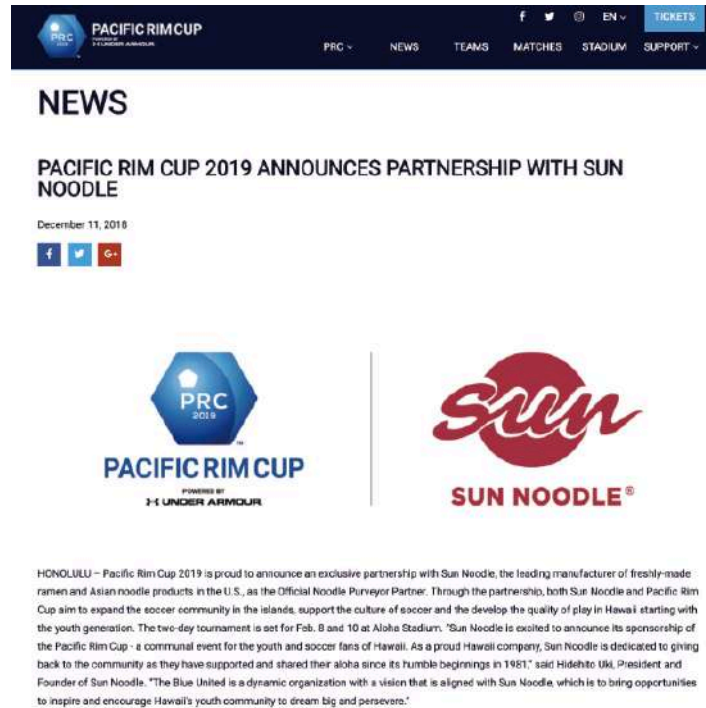 PRC
2019
PACIFIC RIM CUP
POWERED BY
UNDER ARMOUR
EN
TICKETS
PRC
NEWS
TEAMS
MATCHES
STADIUM
SUPPORT
NEWS
PACIFIC RIM CUP 2019 ANNOUNCES PARTNERSHIP WITH SUN
NOODLE
December 11, 2018
f
G+
PRC
2019
™
PACIFIC RIM CUP
POWERED BY
UNDER ARMOUR
sun
SUN NOODLE®
HONOLULU – Pacific Rim Cup 2019 is proud to announce an exclusive partnership with Sun Noodle, the leading manufacturer of freshly-made
ramen and Asian noodle products in the U.S., as the Official Noodle Purveyor Partner. Through the partnership, both Sun Noodle and Pacific Rim
Cup aim to expand the soccer community in the islands, support the culture of soccer and the develop the quality of play in Hawaii starting with
the youth generation. The two-day tournament is set for Feb. 8 and 10 at Aloha Stadium. "Sun Noodle is excited to announce its sponsorship of
the Pacific Rim Cup - a communal event for the youth and soccer fans of Hawaii. As a proud Hawaii company, Sun Noodle is dedicated to giving
back to the community as they have supported and shared their aloha since its humble beginnings in 1981," said Hidehito Uki, President and
Founder of Sun Noodle. "The Blue United is a dynamic organization with a vision that is aligned with Sun Noodle, which is to bring opportunities
to inspire and encourage Hawaii's youth community to dream big and persevere."